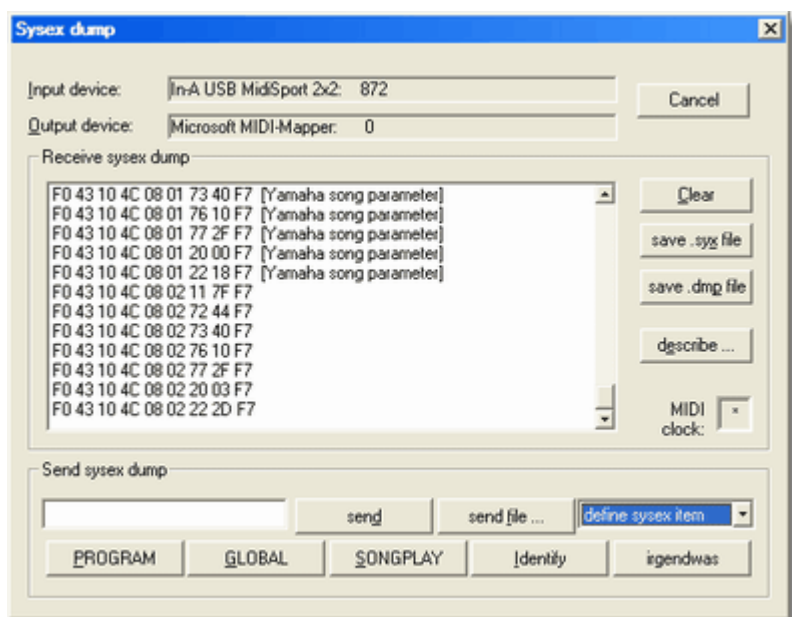 Sysex dump
Input device: In-A USB MidiSport 2x2: 872
Cancel
Output device: Microsoft MIDI-Mapper: 0
Receive sysex dump
F0 43 10 4C 08 01 73 40 F7 [Yamaha song parameter]
F0 43 10 4C 08 01 76 10 F7 [Yamaha song parameter]
F0 43 10 4C 08 01 77 2F F7 [Yamaha song parameter]
F0 43 10 4C 08 01 20 00 F7 [Yamaha song parameter]
F0 43 10 4C 08 01 22 18 F7 [Yamaha song parameter]
F0 43 10 4C 08 02 11 7F F7
F0 43 10 4C 08 02 72 44 F7
F0 43 10 4C 08 02 73 40 F7
F0 43 10 4C 08 02 76 10 F7
F0 43 10 4C 08 02 77 2F F7
F0 43 10 4C 08 02 20 03 F7
F0 43 10 4C 08 02 22 2D F7
Clear
save .syx file
save .dmp file
describe ...
MIDI
clock: *
Send sysex dump
send send file ... define sysex item
PROGRAM GLOBAL SONGPLAY Identify irgendwas